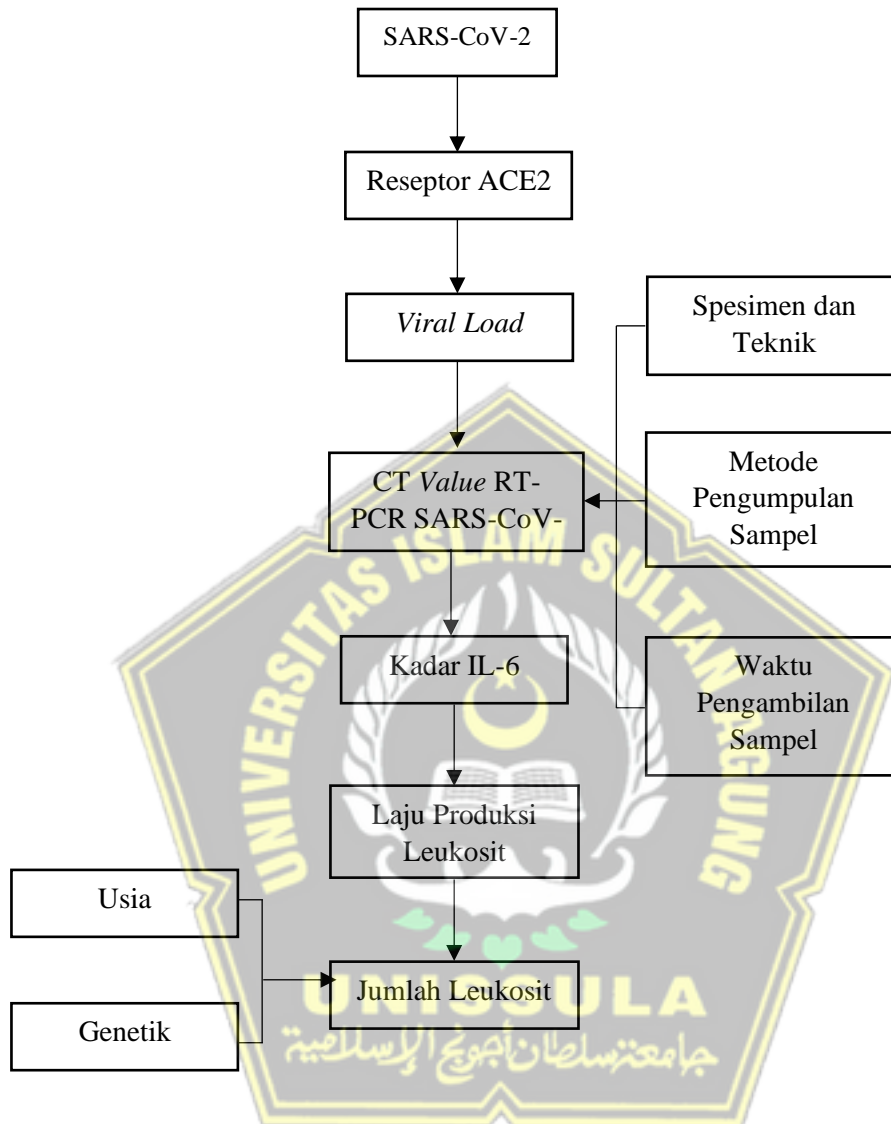 SARS-CoV-2
Reseptor ACE2
Viral Load
Spesimen dan
Teknik
CT Value RT-
PCR SARS-CoV-
Metode
Pengumpulan
Sampel
Kadar IL-6
Waktu
Pengambilan
Sampel
Laju Produksi
Leukosit
Usia
Jumlah Leukosit
Genetik
UNIVERSITAS ISLAM SULTAN AGUNG
UNISSULA
جامعة سلطان أجونج الإسلامية